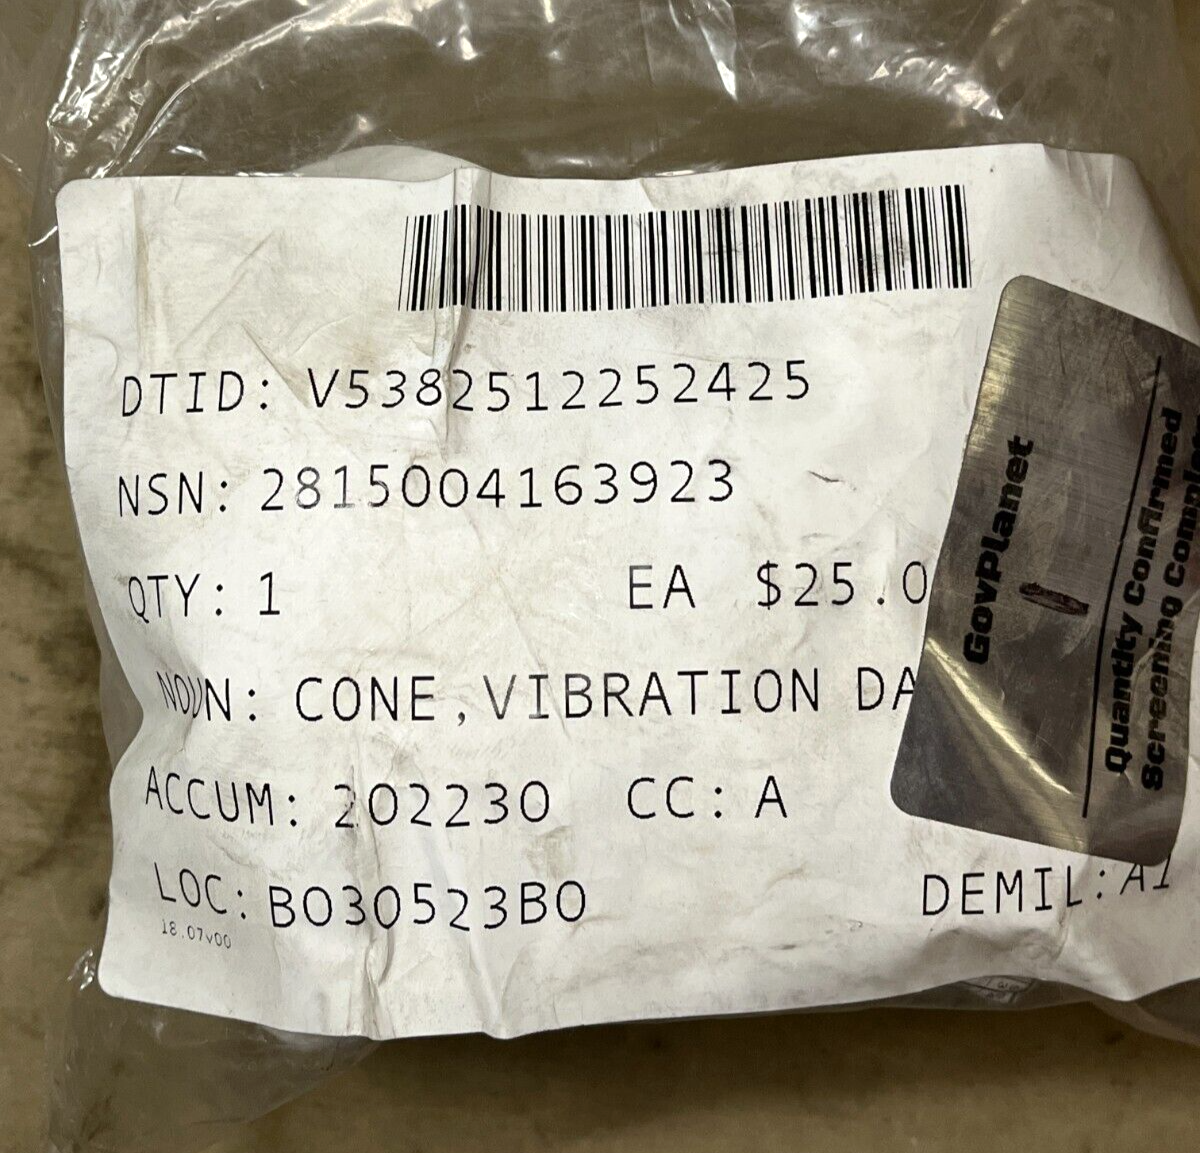 DTID: V5382512252425
NSN: 2815004163923
QTY: 1 EA $25.0
NOUN: CONE,VIBRATION DA
ACCUM: 202230 CC: A
LOC: B030523B0 DEMIL: A1
18.07v00
GovPlanet
Quantity Confirmed
Screening